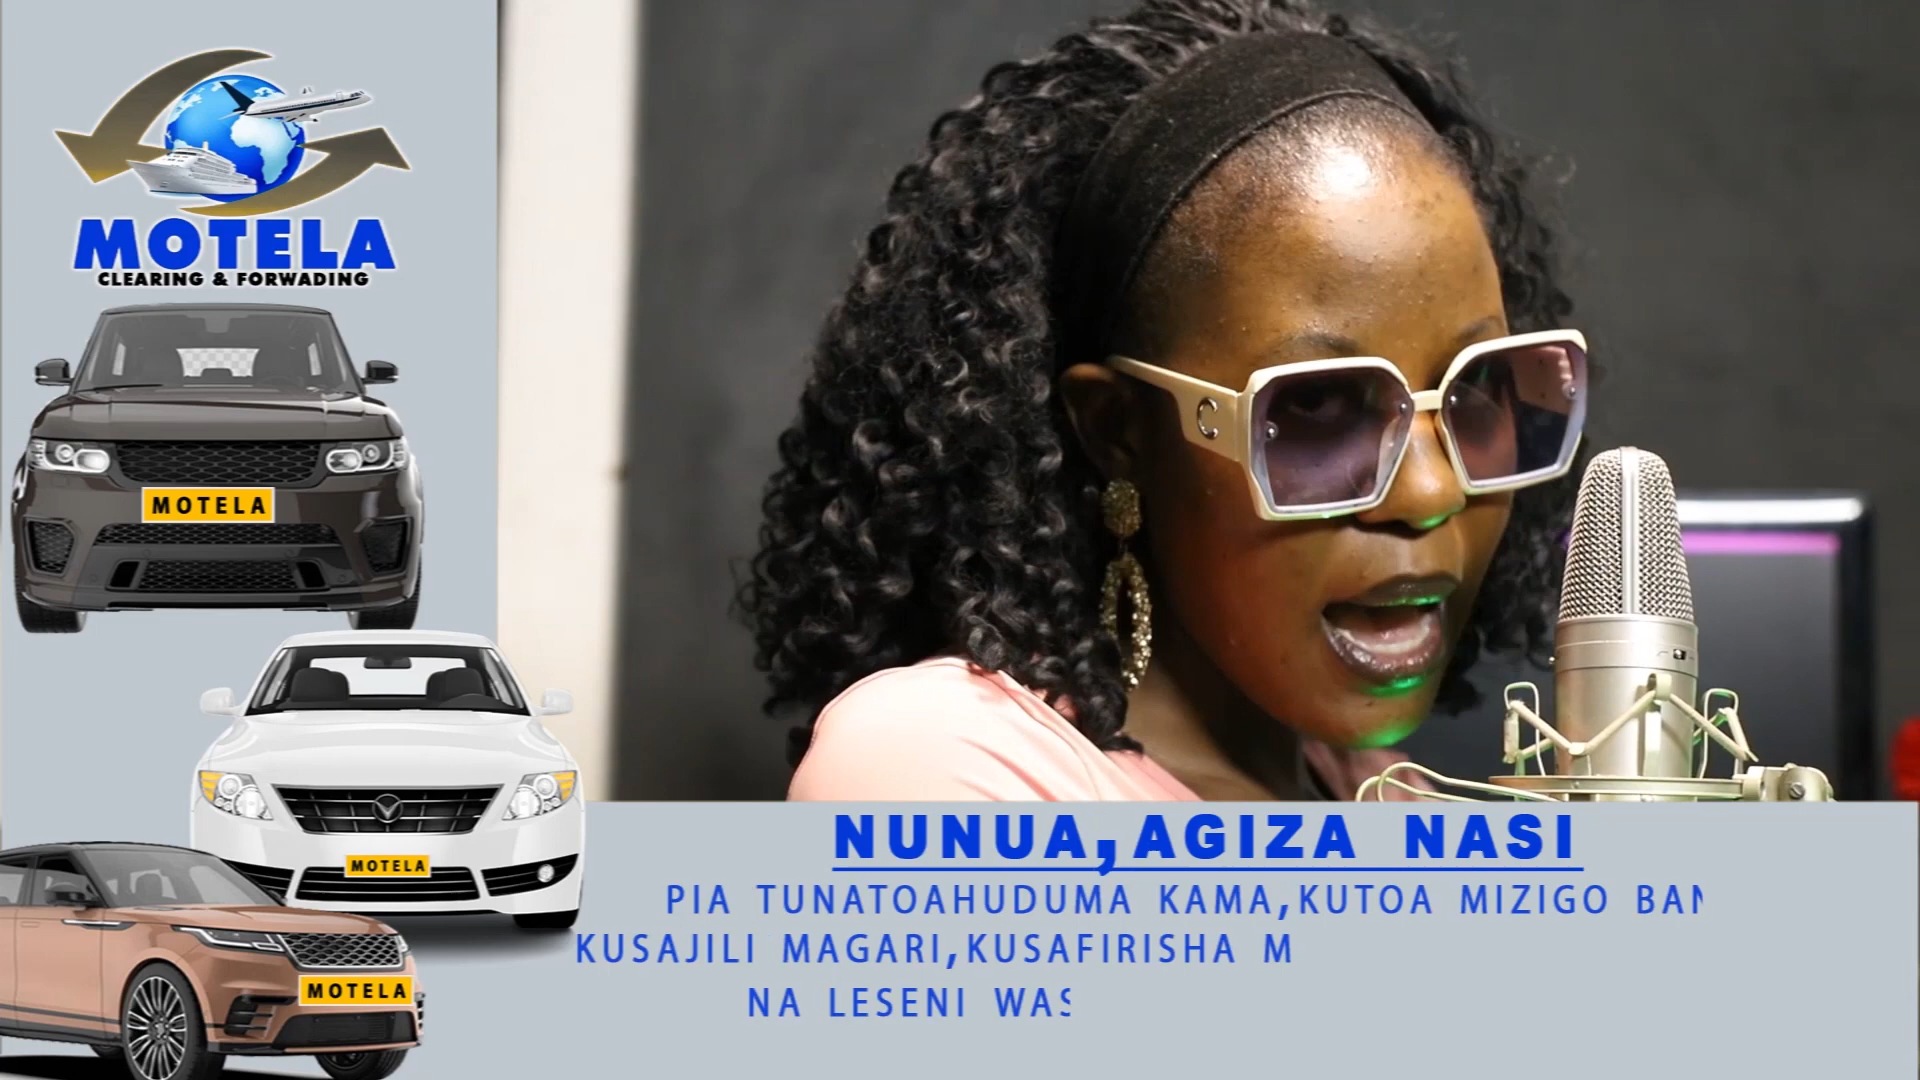 MOTELA
CLEARING & FORWADING
MOTELA
MOTELA
MOTELA
NUNUA,AGIZA NASI
PIA TUNATOAHUDUMA KAMA,KUTOA MIZIGO
KUSAJILI MAGARI,KUSAFIRISHA M
NA LESENI